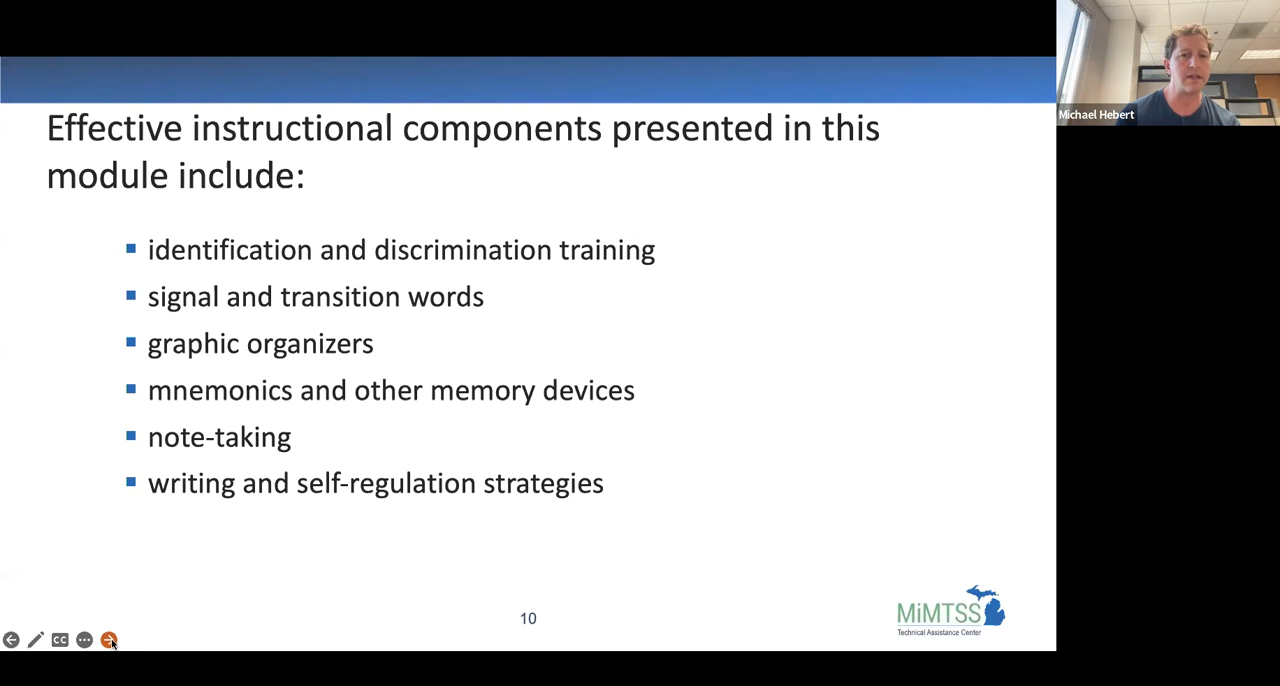 Effective instructional components presented in this
module include:
identification and discrimination training
signal and transition words
graphic organizers
mnemonics and other memory devices
note-taking
writing and self-regulation strategies
10
MiMTSS
Technical Assistance Center
CC
Michael Hebert